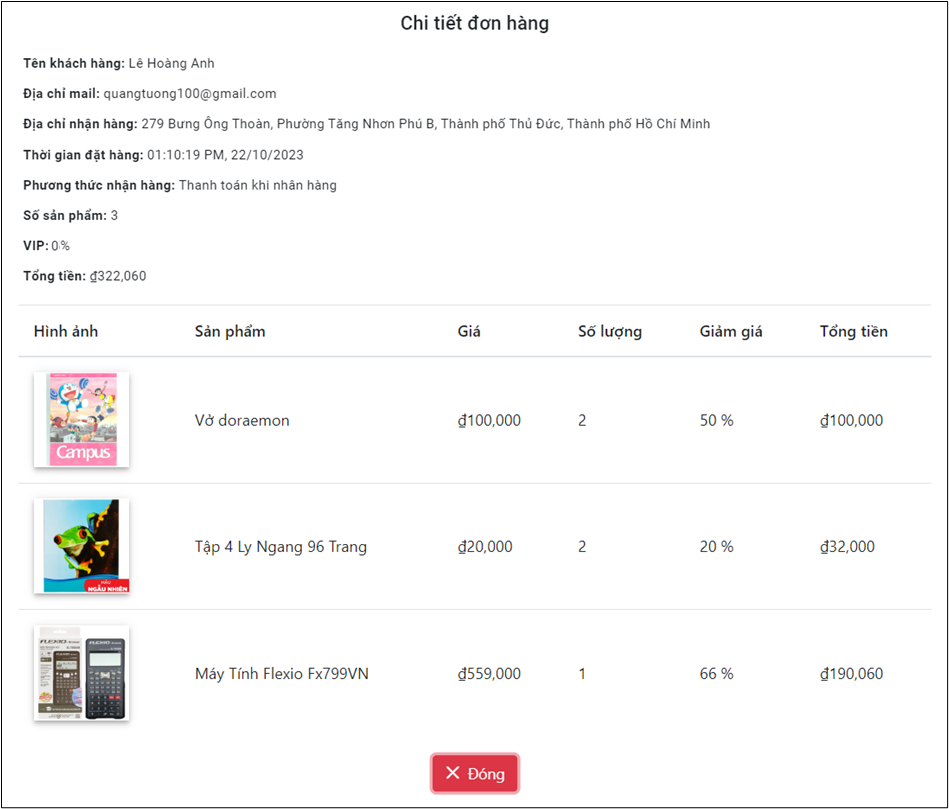 Chi tiết đơn hàng
Tên khách hàng: Lê Hoàng Anh
Địa chỉ mail: quangtuong100@gmail.com
Địa chỉ nhận hàng: 279 Bưng Ông Thoàn, Phường Tăng Nhơn Phú B, Thành phố Thủ Đức, Thành phố Hồ Chí Minh
Thời gian đặt hàng: 01:10:19 PM, 22/10/2023
Phương thức nhận hàng: Thanh toán khi nhân hàng
Số sản phẩm: 3
VIP: 0%
Tổng tiền: ₫322,060
Hình ảnh Sản phẩm Giá Số lượng Giảm giá Tổng tiền
Campus
Vở doraemon ₫100,000 2 50 % ₫100,000
MẪU
NGẪU NHIÊN
Tập 4 Ly Ngang 96 Trang ₫20,000 2 20 % ₫32,000
FLEXIO
FLEXIO
Máy Tính Flexio Fx799VN ₫559,000 1 66 % ₫190,060
Đóng